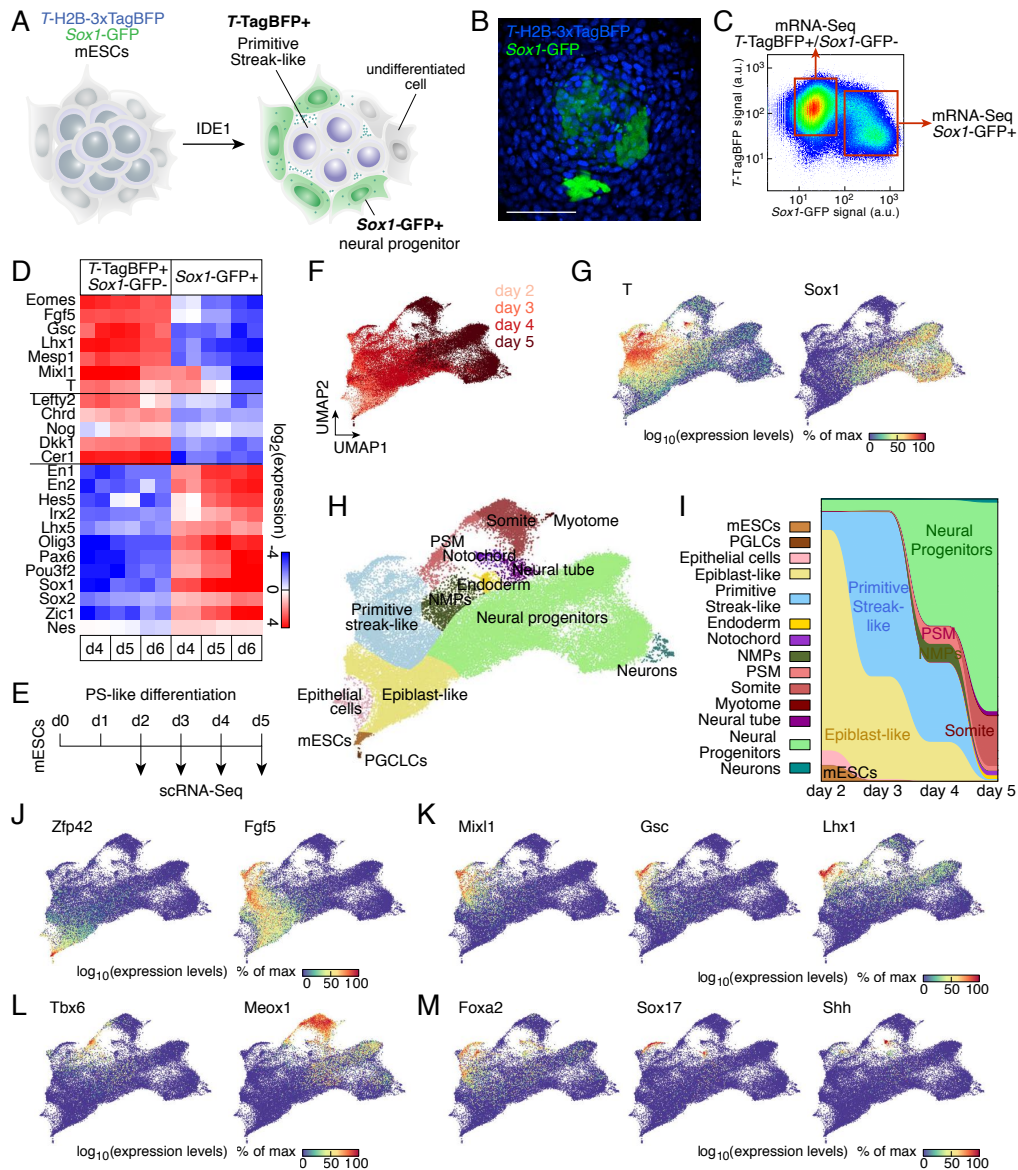 A
T-H2B-3xTagBFP
Sox1-GFP
mESCs
IDE1
T-TagBFP+
Primitive
Streak-like
undifferentiated
cell
Sox1-GFP+
neural progenitor
B
T-H2B-3xTagBFP
Sox1-GFP
C
mRNA-Seq
T-TagBFP+/Sox1-GFP-
T-TagBFP signal (a.u.)
10³
10²
10¹
10¹ 10² 10³
Sox1-GFP signal (a.u.)
mRNA-Seq
Sox1-GFP+
D
T-TagBFP+
Sox1-GFP-
Sox1-GFP+
Eomes
Fgf5
Gsc
Lhx1
Mesp1
Mixl1
T
Lefty2
Chrd
Nog
Dkk1
Cer1
En1
En2
Hes5
Irx2
Lhx5
Olig3
Pax6
Pou3f2
Sox1
Sox2
Zic1
Nes
d4 d5 d6 d4 d5 d6
log₂(expression)
-4 0 4
E
PS-like differentiation
mESCs
d0 d1 d2 d3 d4 d5
scRNA-Seq
F
day 2
day 3
day 4
day 5
UMAP2
UMAP1
G
T
Sox1
log₁₀(expression levels) % of max
0 50 100
H
Somite
Myotome
PSM
Notochord
Neural tube
Endoderm
NMPs
Primitive
streak-like
Neural progenitors
Neurons
Epithelial
cells
Epiblast-like
mESCs
PGCLCs
I
mESCs
PGLCs
Epithelial cells
Epiblast-like
Primitive
Streak-like
Endoderm
Notochord
NMPs
PSM
Somite
Myotome
Neural tube
Neural
Progenitors
Neurons
Neural
Progenitors
Primitive
Streak-
like
PSM
NMPs
Epiblast-like
Somite
mESCs
day 2 day 3 day 4 day 5
J
Zfp42
Fgf5
log₁₀(expression levels) % of max
0 50 100
K
Mixl1
Gsc
Lhx1
log₁₀(expression levels) % of max
0 50 100
L
Tbx6
Meox1
log₁₀(expression levels) % of max
0 50 100
M
Foxa2
Sox17
Shh
log₁₀(expression levels) % of max
0 50 100